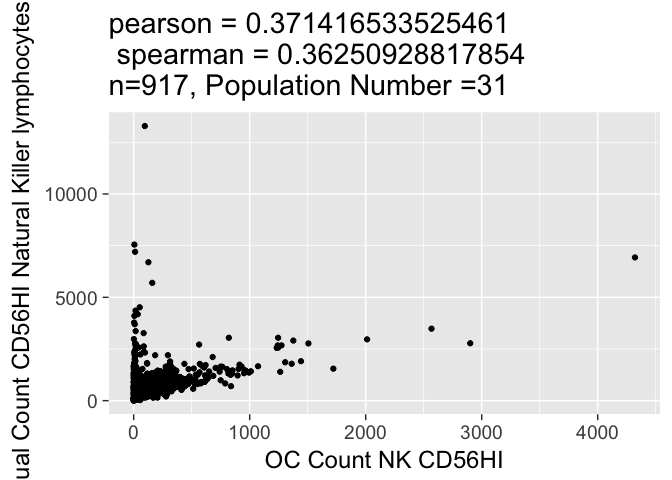 pearson = 0.371416533525461
spearman = 0.36250928817854
n=917, Population Number =31
ual Count CD56HI Natural Killer lymphocytes
10000
5000
0
0 1000 2000 3000 4000
OC Count NK CD56HI